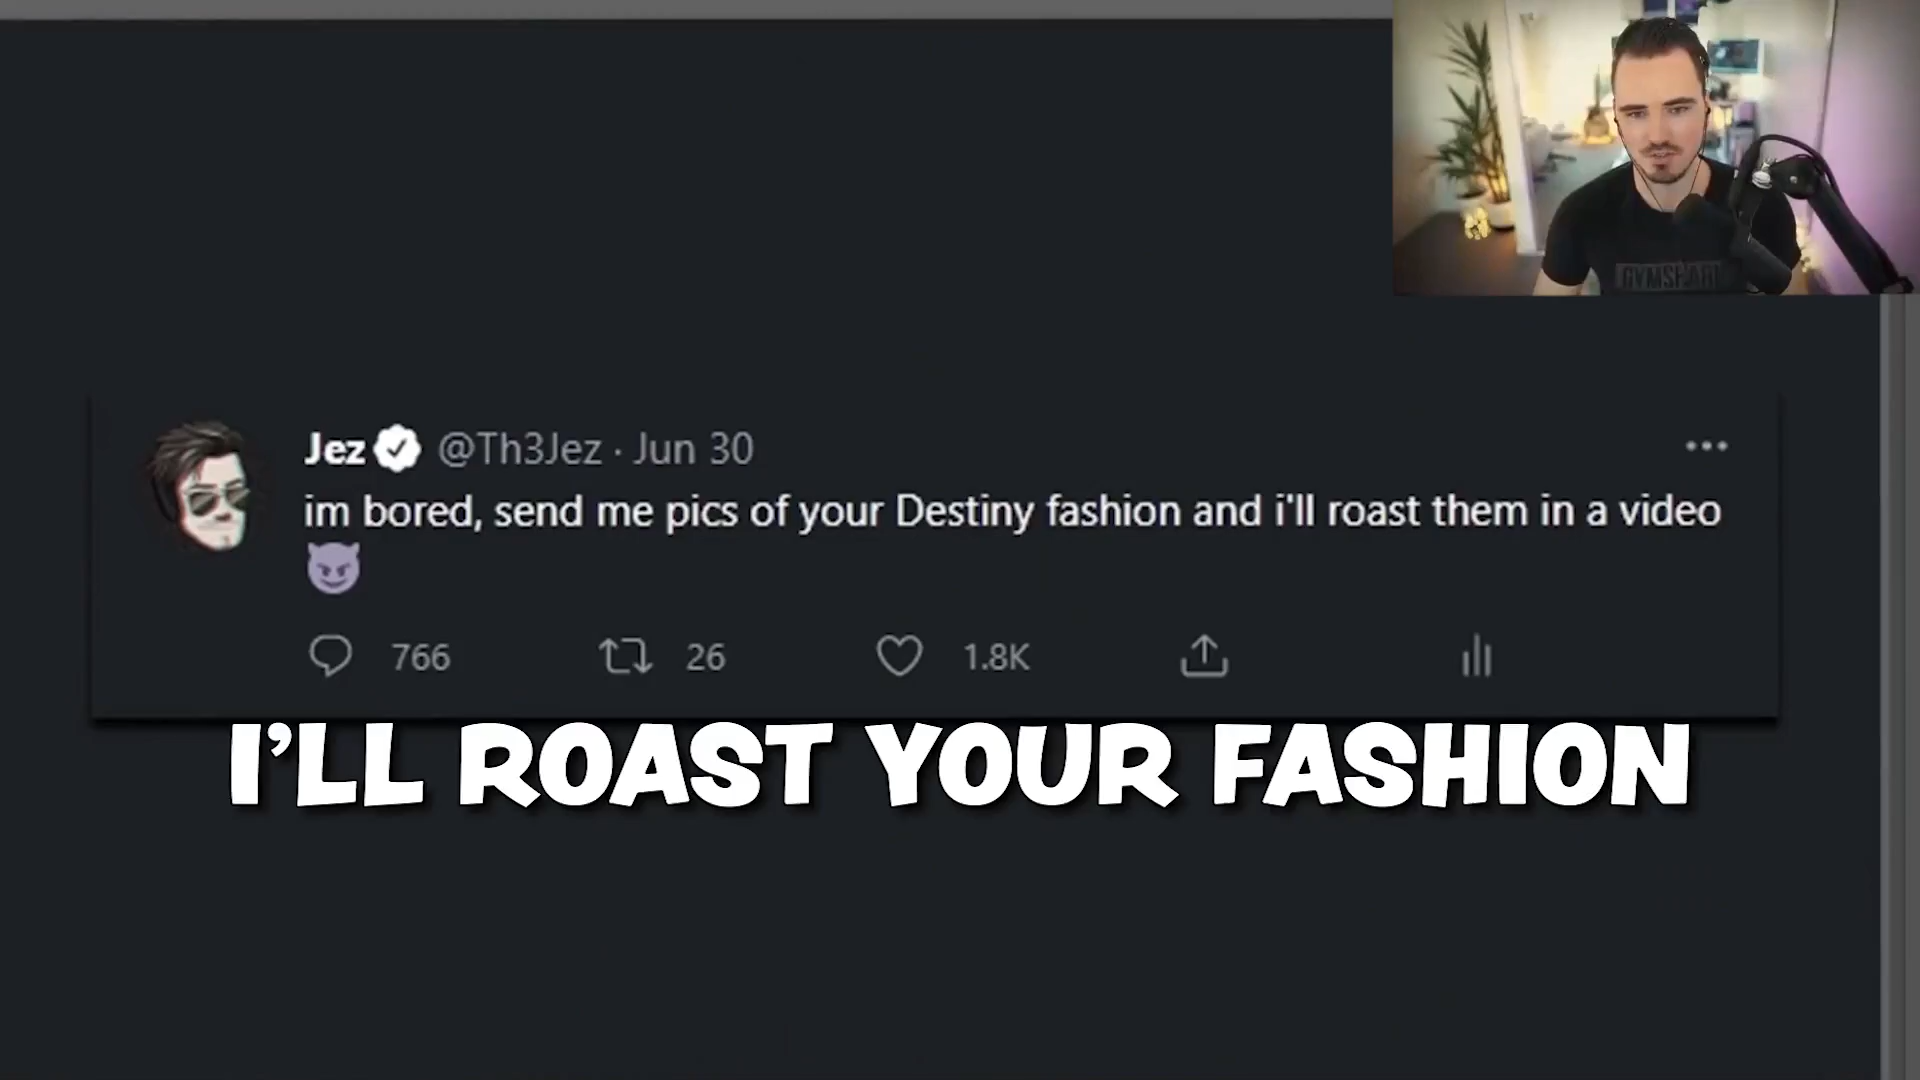 Jez @Th3Jez · Jun 30
im bored, send me pics of your Destiny fashion and i'll roast them in a video
😈
766 26 1.8K
I'LL ROAST YOUR FASHION